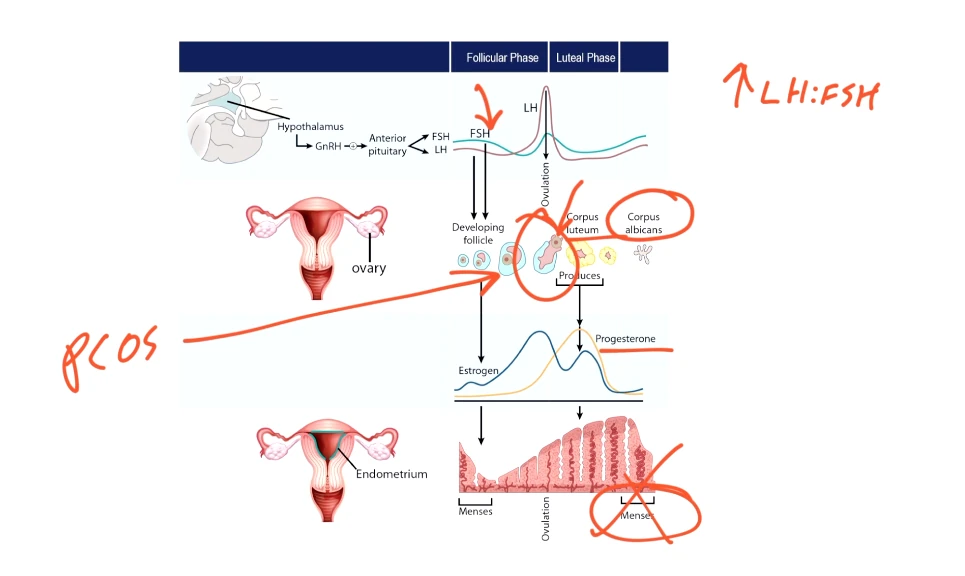 Follicular Phase
Luteal Phase
↑ LH:FSH
LH
Hypothalamus
GnRH
Anterior
pituitary
FSH
LH
FSH
Ovulation
Developing
follicle
Corpus
luteum
Corpus
albicans
ovary
Produces
PCOS
Progesterone
Estrogen
Endometrium
Menses
Ovulation
Menses